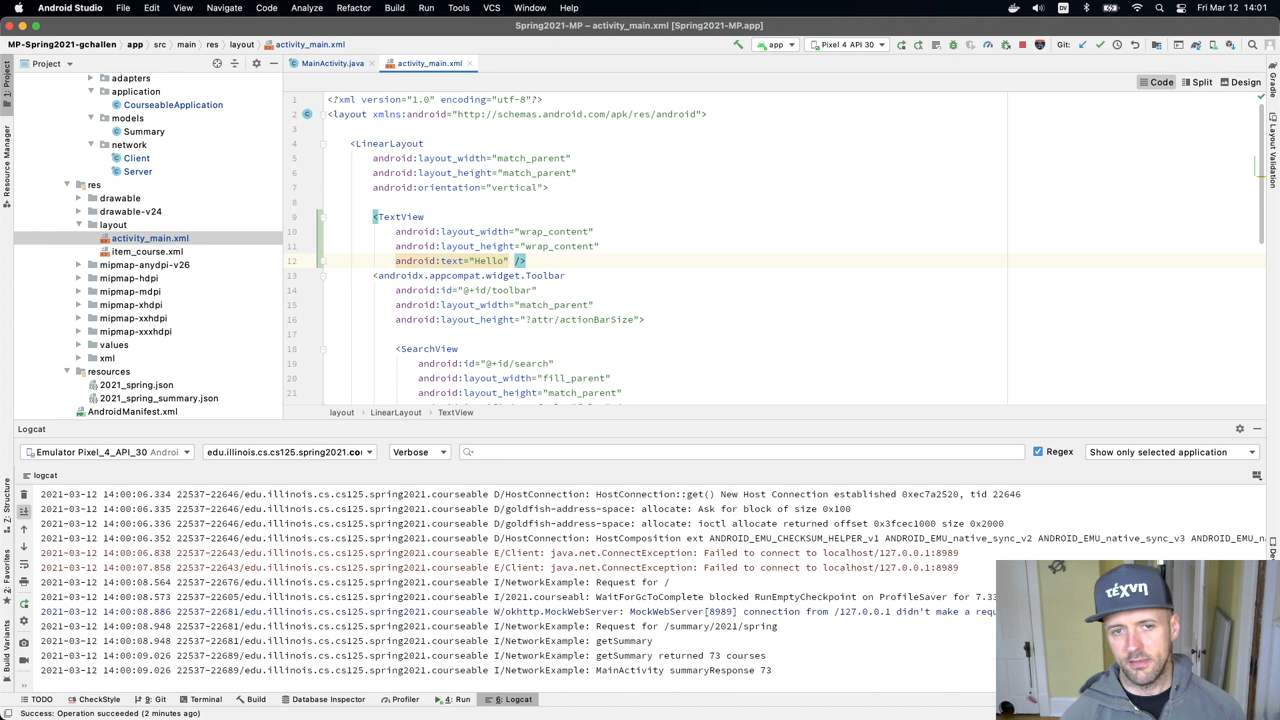 Android Studio File Edit View Navigate Code Analyze Refactor Build Run Tools VCS Window Help DV Fri Mar 12 14:01
Spring2021-MP – activity_main.xml [Spring2021-MP.app]
MP-Spring2021-gchallen app src main res layout activity_main.xml app Pixel 4 API 30 Git:
Project MainActivity.java activity_main.xml
Code Split Design
adapters
application
CourseableApplication
models
Summary
network
Client
Server
res
drawable
drawable-v24
layout
activity_main.xml
item_course.xml
mipmap-anydpi-v26
mipmap-hdpi
mipmap-mdpi
mipmap-xhdpi
mipmap-xxhdpi
mipmap-xxxhdpi
values
xml
resources
2021_spring.json
2021_spring_summary.json
AndroidManifest.xml
1 <?xml version="1.0" encoding="utf-8"?>
2 <layout xmlns:android="http://schemas.android.com/apk/res/android">
3
4 <LinearLayout
5 android:layout_width="match_parent"
6 android:layout_height="match_parent"
7 android:orientation="vertical">
8
9 <TextView
10 android:layout_width="wrap_content"
11 android:layout_height="wrap_content"
12 android:text="Hello" />
13 <androidx.appcompat.widget.Toolbar
14 android:id="@+id/toolbar"
15 android:layout_width="match_parent"
16 android:layout_height="?attr/actionBarSize">
17
18 <SearchView
19 android:id="@+id/search"
20 android:layout_width="fill_parent"
21 android:layout_height="match_parent"
layout LinearLayout TextView
1: Project
Resource Manager
Z: Structure
2: Favorites
Build Variants
Gradle
Layout Validation
Logcat
Emulator Pixel_4_API_30 Androi edu.illinois.cs.cs125.spring2021.co Verbose Regex Show only selected application
logcat
2021-03-12 14:00:06.334 22537-22646/edu.illinois.cs.cs125.spring2021.courseable D/HostConnection: HostConnection::get() New Host Connection established 0xec7a2520, tid 22646
2021-03-12 14:00:06.335 22537-22646/edu.illinois.cs.cs125.spring2021.courseable D/goldfish-address-space: allocate: Ask for block of size 0x100
2021-03-12 14:00:06.336 22537-22646/edu.illinois.cs.cs125.spring2021.courseable D/goldfish-address-space: allocate: ioctl allocate returned offset 0x3fcec1000 size 0x2000
2021-03-12 14:00:06.352 22537-22646/edu.illinois.cs.cs125.spring2021.courseable D/HostConnection: HostComposition ext ANDROID_EMU_CHECKSUM_HELPER_v1 ANDROID_EMU_native_sync_v2 ANDROID_EMU_native_sync_v3 ANDROID_EMU_na
2021-03-12 14:00:06.838 22537-22643/edu.illinois.cs.cs125.spring2021.courseable E/Client: java.net.ConnectException: Failed to connect to localhost/127.0.0.1:8989
2021-03-12 14:00:07.858 22537-22643/edu.illinois.cs.cs125.spring2021.courseable E/Client: java.net.ConnectException: Failed to connect to localhost/127.0.0.1:8989
2021-03-12 14:00:08.564 22537-22676/edu.illinois.cs.cs125.spring2021.courseable I/NetworkExample: Request for /
2021-03-12 14:00:08.573 22537-22565/edu.illinois.cs.cs125.spring2021.courseable I/2021.courseabl: WaitForGcToComplete blocked RunEmptyCheckpoint on ProfileSaver for 7.33
2021-03-12 14:00:08.886 22537-22681/edu.illinois.cs.cs125.spring2021.courseable W/okhttp.MockWebServer: MockWebServer[8989] connection from /127.0.0.1 didn't make a requ
2021-03-12 14:00:08.948 22537-22681/edu.illinois.cs.cs125.spring2021.courseable I/NetworkExample: Request for /summary/2021/spring
2021-03-12 14:00:08.948 22537-22689/edu.illinois.cs.cs125.spring2021.courseable I/NetworkExample: getSummary
2021-03-12 14:00:09.026 22537-22689/edu.illinois.cs.cs125.spring2021.courseable I/NetworkExample: getSummary returned 73 courses
2021-03-12 14:00:09.026 22537-22689/edu.illinois.cs.cs125.spring2021.courseable I/NetworkExample: MainActivity summaryResponse 73
τέχνη
TODO CheckStyle 9: Git Terminal Build Database Inspector Profiler 4: Run 6: Logcat
Success: Operation succeeded (2 minutes ago)